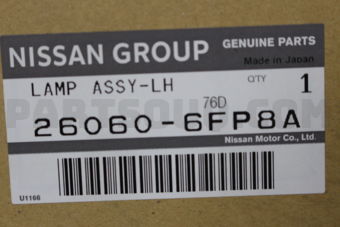 NISSAN GROUP GENUINE PARTS
Made in Japan
LAMP ASSY-LH Q'TY 1
76D
26060-6FP8A
Nissan Motor Co., Ltd.
U1166